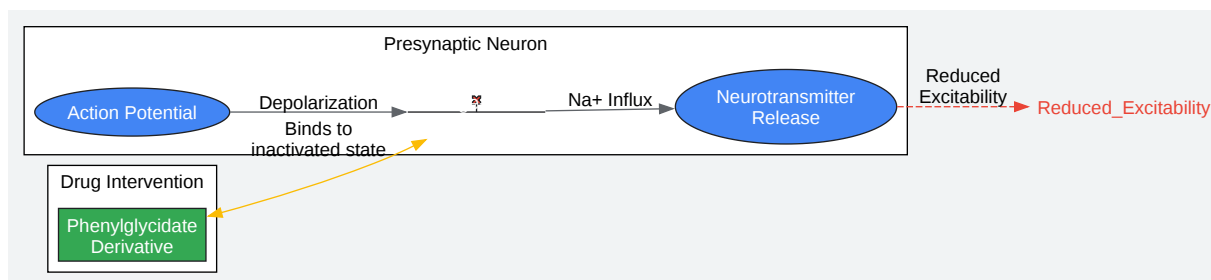 Presynaptic Neuron
Action Potential
Depolarization
Na+ Influx
Neurotransmitter
Release
Reduced
Excitability
Reduced_Excitability
Binds to
inactivated state
Drug Intervention
Phenylglycidate
Derivative